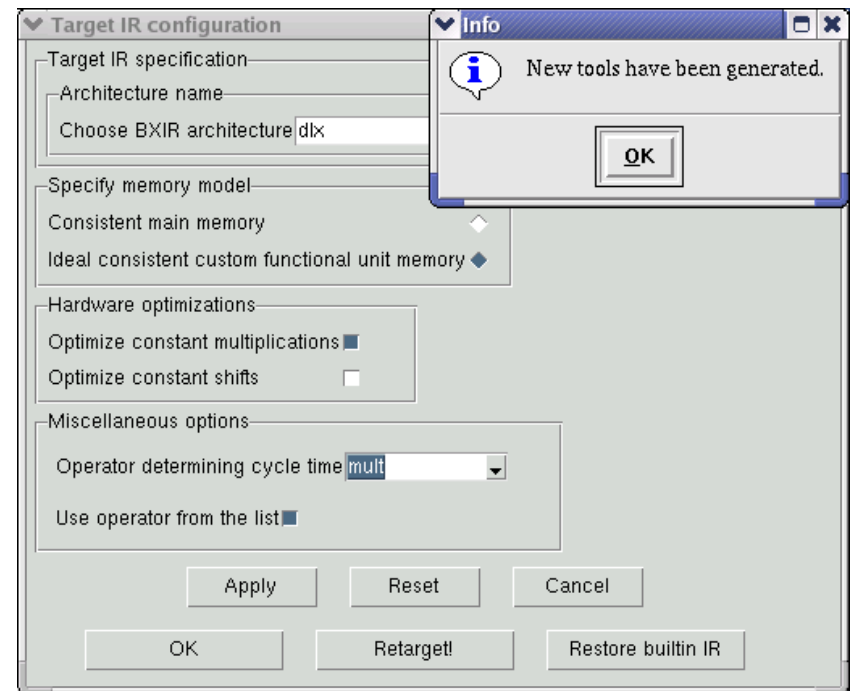 Target IR configuration
Info
Target IR specification
New tools have been generated.
Architecture name
Choose BXIR architecture dlx
OK
Specify memory model
Consistent main memory
Ideal consistent custom functional unit memory
Hardware optimizations
Optimize constant multiplications
Optimize constant shifts
Miscellaneous options
Operator determining cycle time mult
Use operator from the list
Apply Reset Cancel
OK Retarget! Restore builtin IR